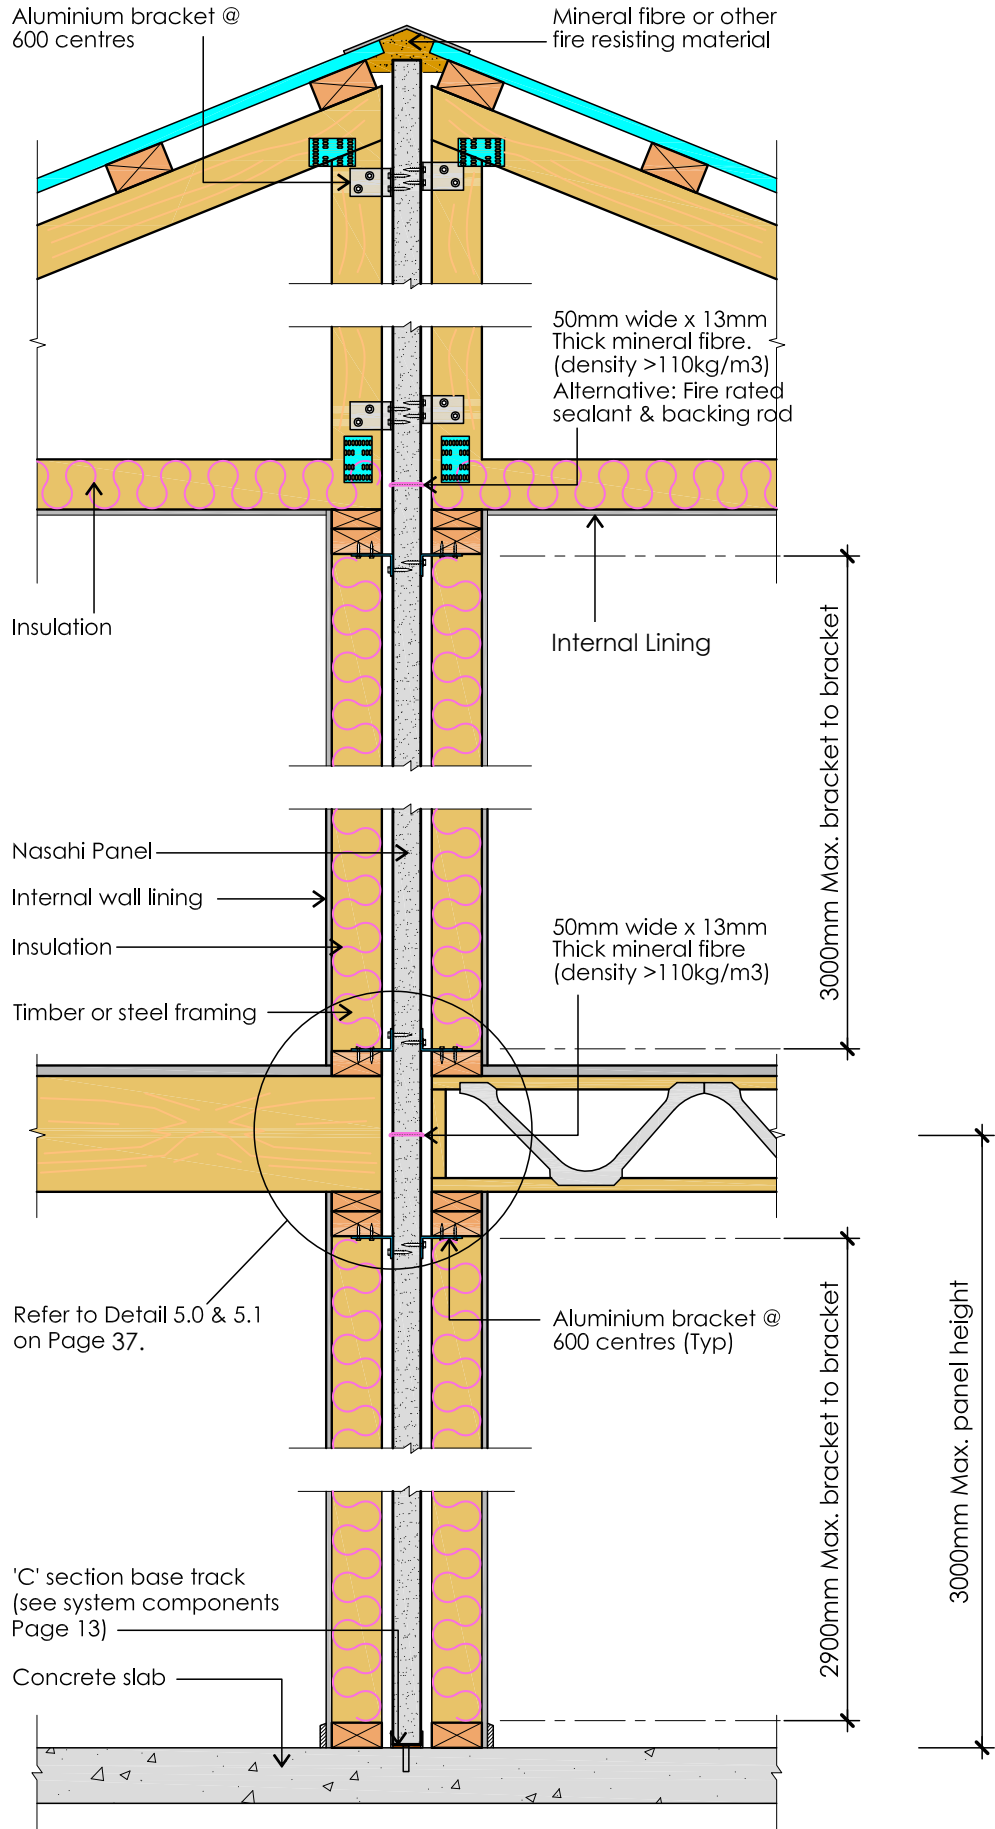 Aluminium bracket @
600 centres
Mineral fibre or other
fire resisting material
50mm wide x 13mm
Thick mineral fibre.
(density >110kg/m3)
Alternative: Fire rated
sealant & backing rod
Insulation
Internal Lining
3000mm Max. bracket to bracket
Nasahi Panel
Internal wall lining
Insulation
Timber or steel framing
50mm wide x 13mm
Thick mineral fibre
(density >110kg/m3)
Refer to Detail 5.0 & 5.1
on Page 37.
Aluminium bracket @
600 centres (Typ)
2900mm Max. bracket to bracket
3000mm Max. panel height
'C' section base track
(see system components
Page 13)
Concrete slab